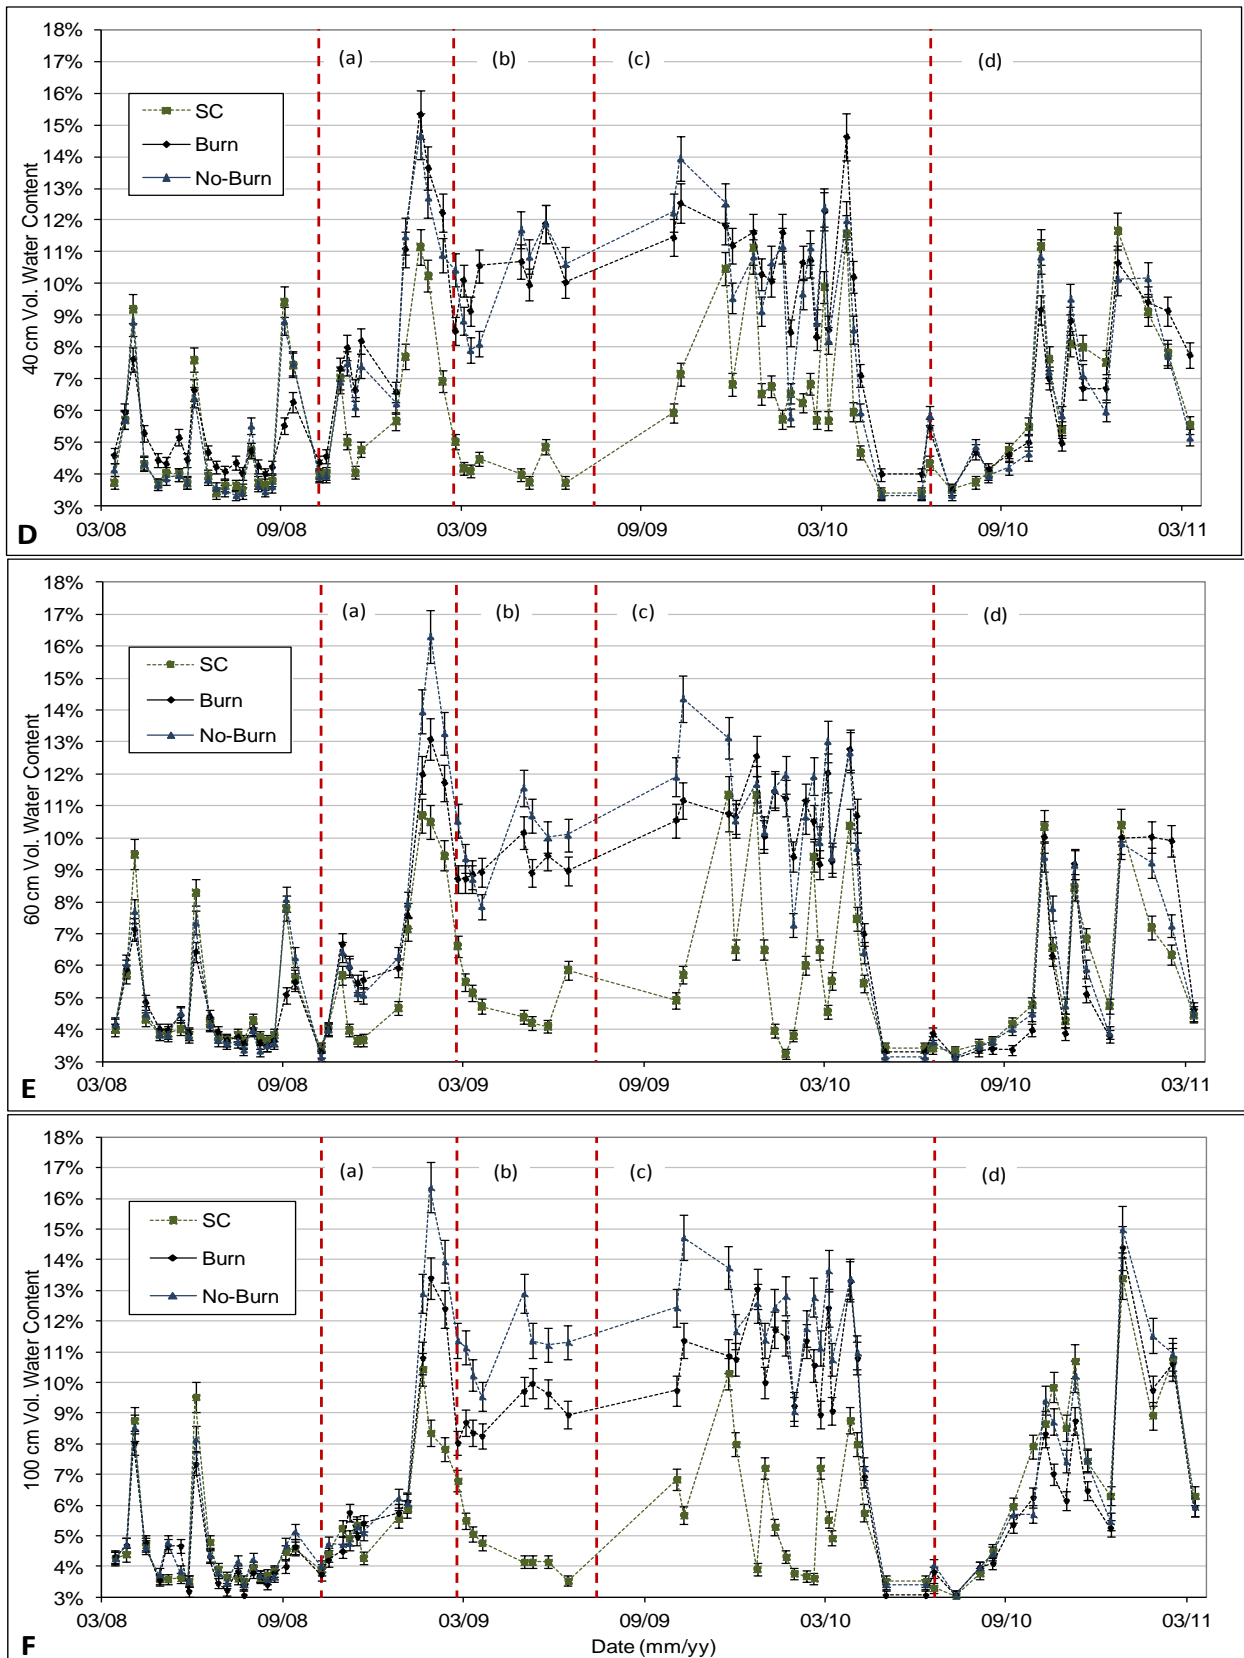 18%
17%
16%
15%
14%
13%
12%
11%
10%
9%
8%
7%
6%
5%
4%
3%
40 cm Vol. Water Content
(a) (b) (c) (d)
SC
Burn
No-Burn
03/08 09/08 03/09 09/09 03/10 09/10 03/11
D
18%
17%
16%
15%
14%
13%
12%
11%
10%
9%
8%
7%
6%
5%
4%
3%
60 cm Vol. Water Content
(a) (b) (c) (d)
SC
Burn
No-Burn
03/08 09/08 03/09 09/09 03/10 09/10 03/11
E
18%
17%
16%
15%
14%
13%
12%
11%
10%
9%
8%
7%
6%
5%
4%
3%
100 cm Vol. Water Content
(a) (b) (c) (d)
SC
Burn
No-Burn
03/08 09/08 03/09 09/09 03/10 09/10 03/11
F
Date (mm/yy)